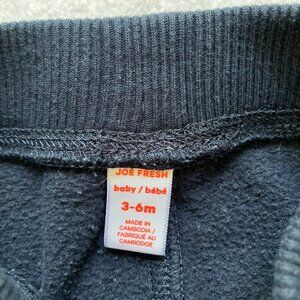 JOE FRESH
baby / bébé
3-6m
MADE IN
CAMBODIA /
FABRIQUÉ AU
CAMBODGE